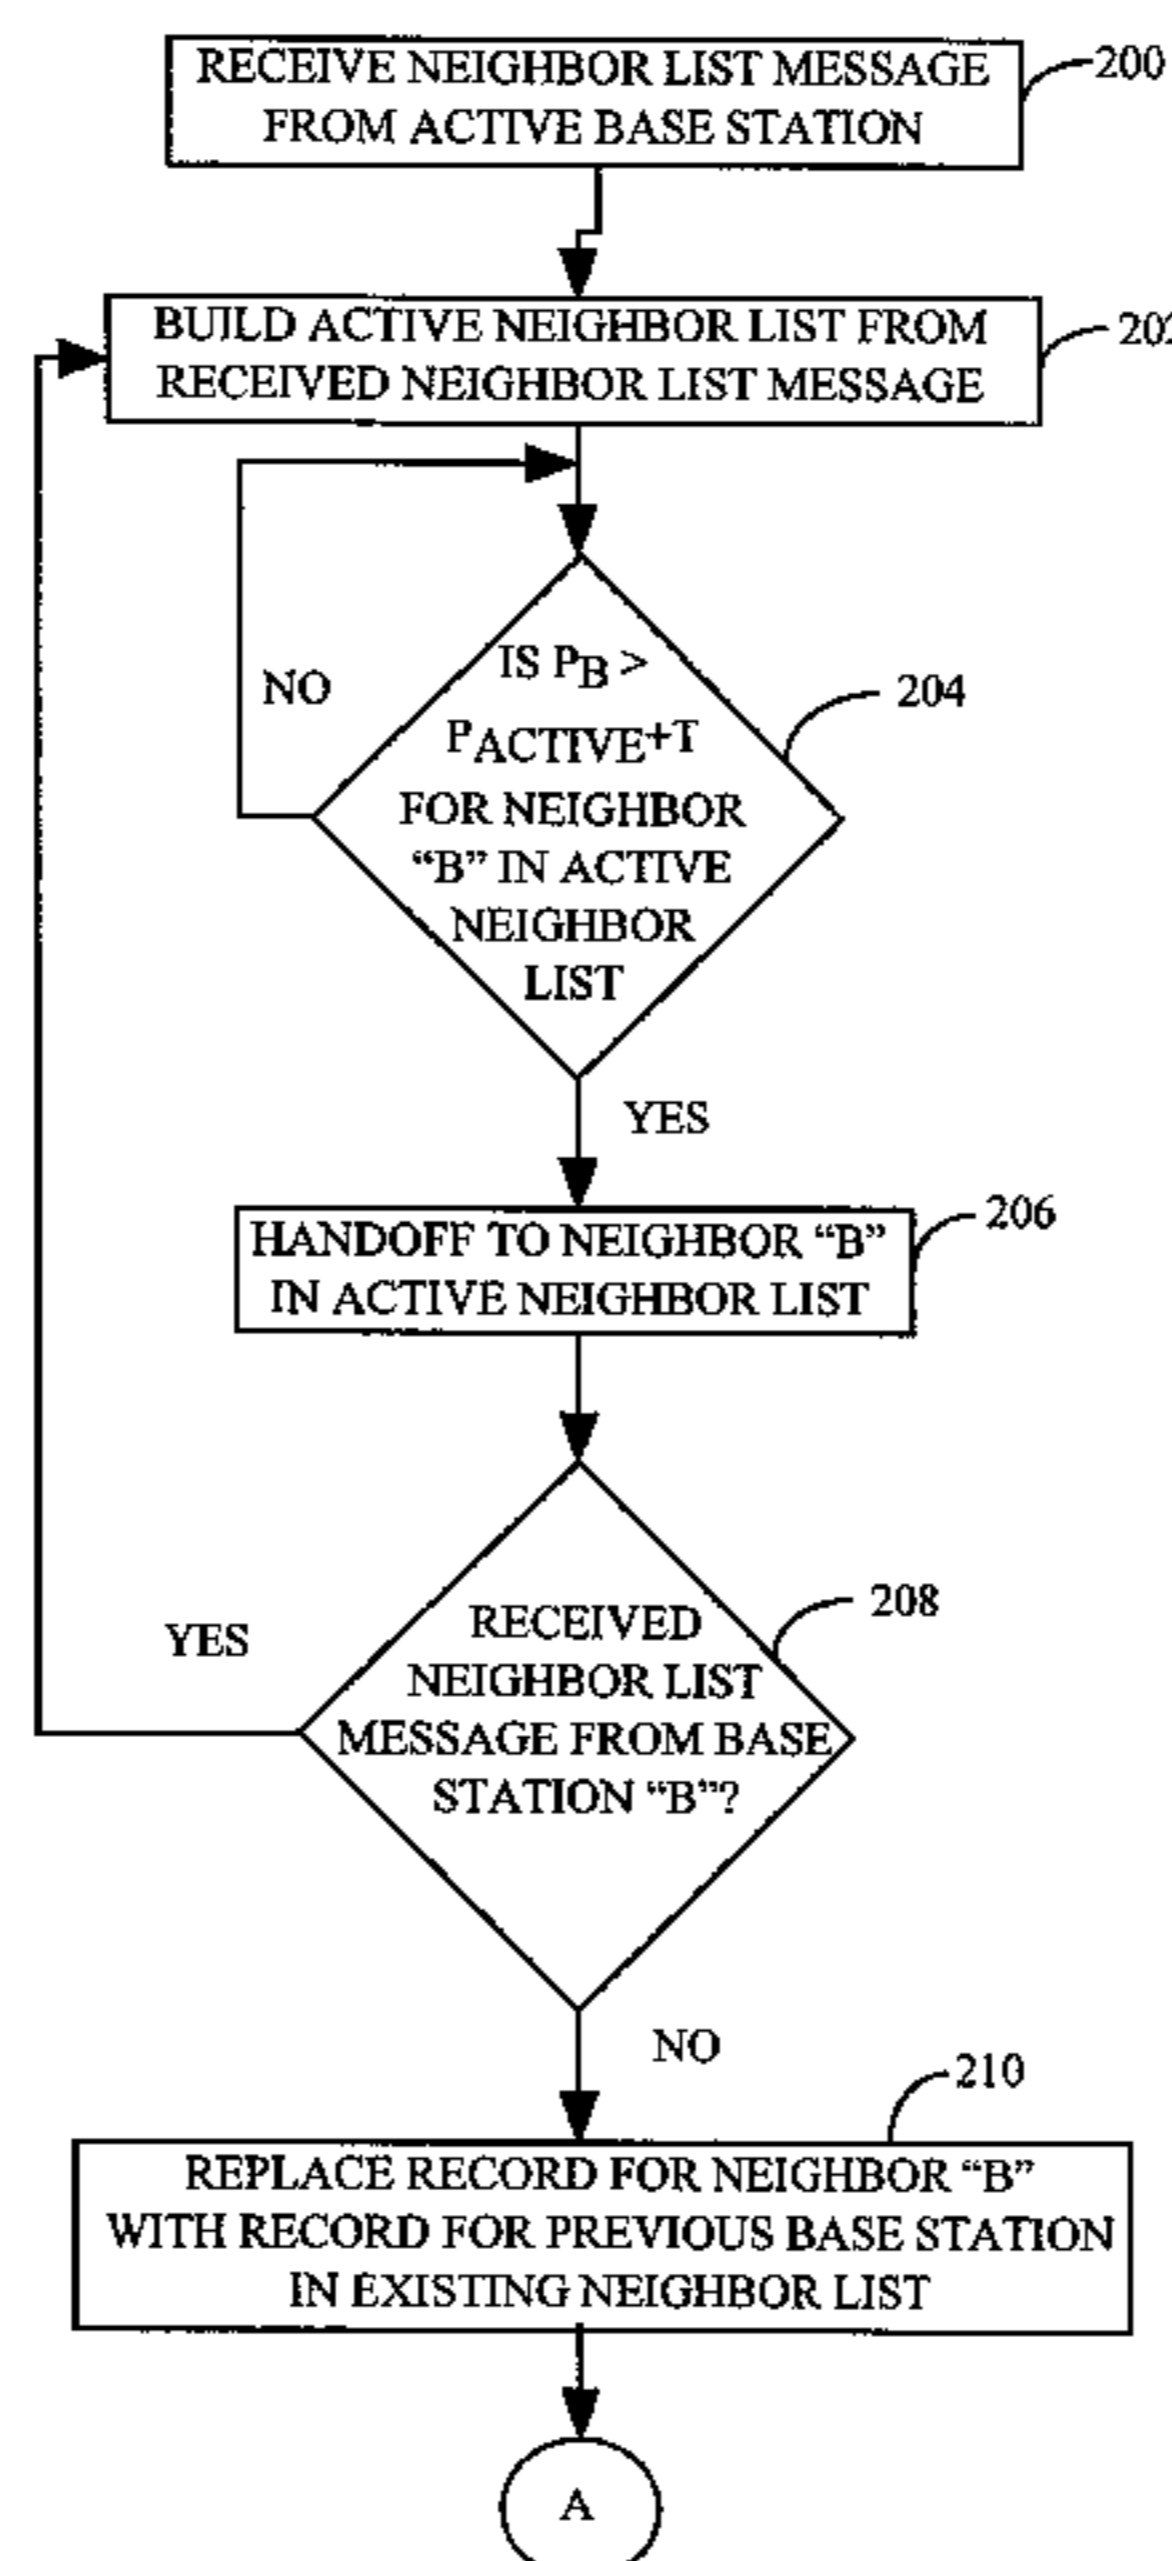 RECEIVE NEIGHBOR LIST MESSAGE
FROM ACTIVE BASE STATION
200
BUILD ACTIVE NEIGHBOR LIST FROM
RECEIVED NEIGHBOR LIST MESSAGE
202
NO
IS PB >
PACTIVE+T
FOR NEIGHBOR
“B” IN ACTIVE
NEIGHBOR
LIST
204
YES
HANDOFF TO NEIGHBOR “B”
IN ACTIVE NEIGHBOR LIST
206
YES
RECEIVED
NEIGHBOR LIST
MESSAGE FROM BASE
STATION “B”?
208
NO
210
REPLACE RECORD FOR NEIGHBOR “B”
WITH RECORD FOR PREVIOUS BASE STATION
IN EXISTING NEIGHBOR LIST
A